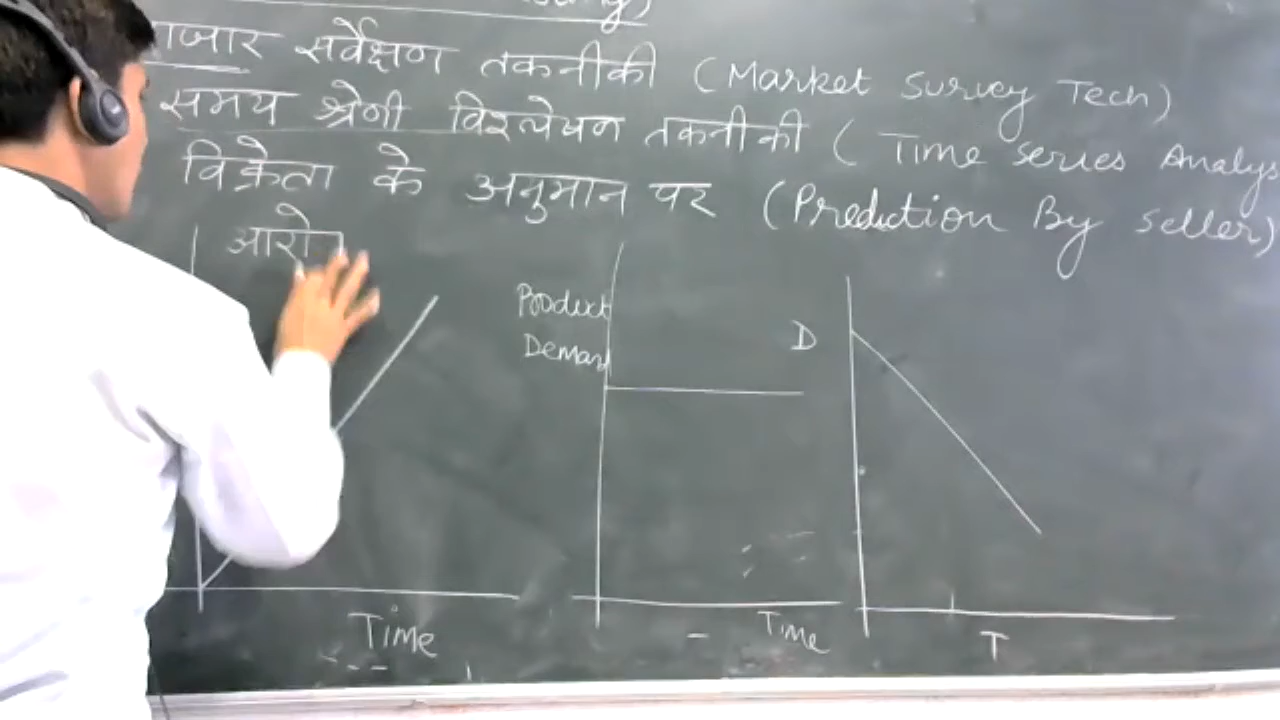 बाजार सर्वेक्षण तकनीकी (Market Survey Tech)
समय श्रेणी विश्लेषण तकनीकी ( Time series Analys
विक्रेता के अनुमान पर (Prediction By seller)
आरो
Product
Demand
D
Time
Time
T